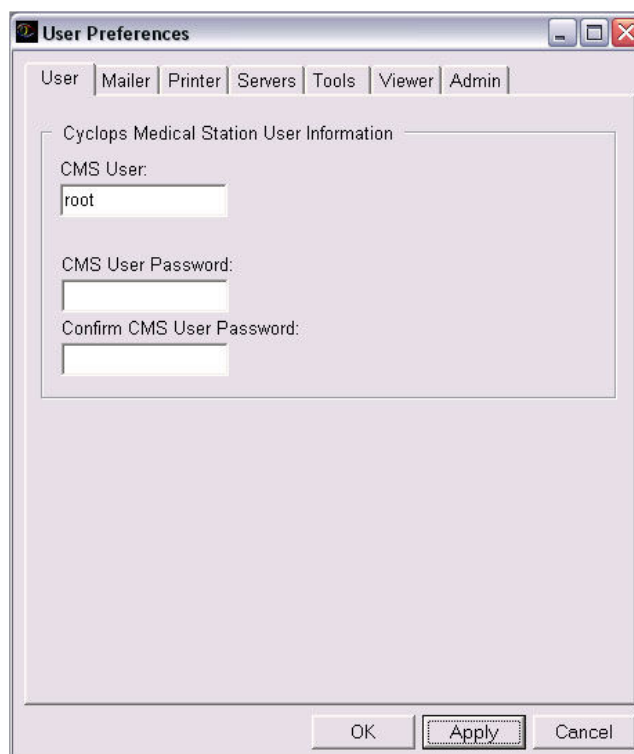 User Preferences
User Mailer Printer Servers Tools Viewer Admin
Cyclops Medical Station User Information
CMS User:
root
CMS User Password:
Confirm CMS User Password:
OK Apply Cancel